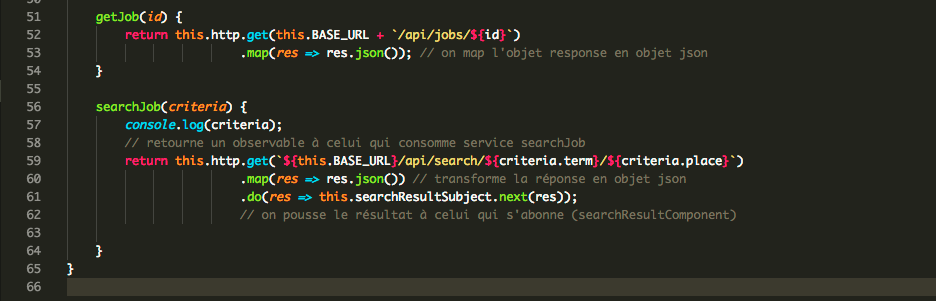 51 getJob(id) {
52 return this.http.get(this.BASE_URL + `/api/jobs/${id}`)
53 .map(res => res.json()); // on map l'objet response en objet json
54 }
55
56 searchJob(criteria) {
57 console.log(criteria);
58 // retourne un observable à celui qui consomme service searchJob
59 return this.http.get(`${this.BASE_URL}/api/search/${criteria.term}/${criteria.place}`)
60 .map(res => res.json()) // transforme la réponse en objet json
61 .do(res => this.searchResultSubject.next(res));
62 // on pousse le résultat à celui qui s'abonne (searchResultComponent)
63
64 }
65 }
66